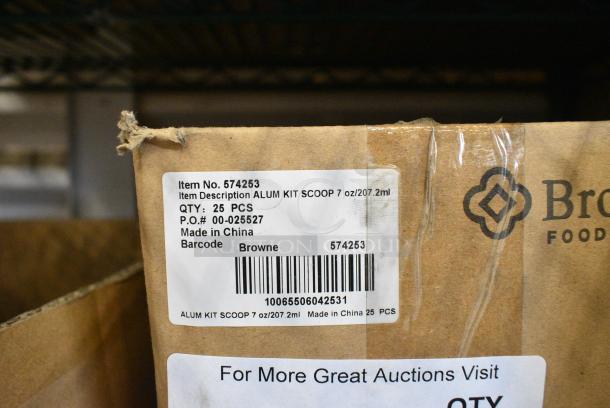 Item No. 574253
Item Description ALUM KIT SCOOP 7 oz/207.2ml
QTY: 25 PCS
P.O.# 00-025527
Made in China
Barcode Browne 574253
10065506042531
ALUM KIT SCOOP 7 oz/207.2ml Made in China 25 PCS
Bro
FOOD
For More Great Auctions Visit
QTY